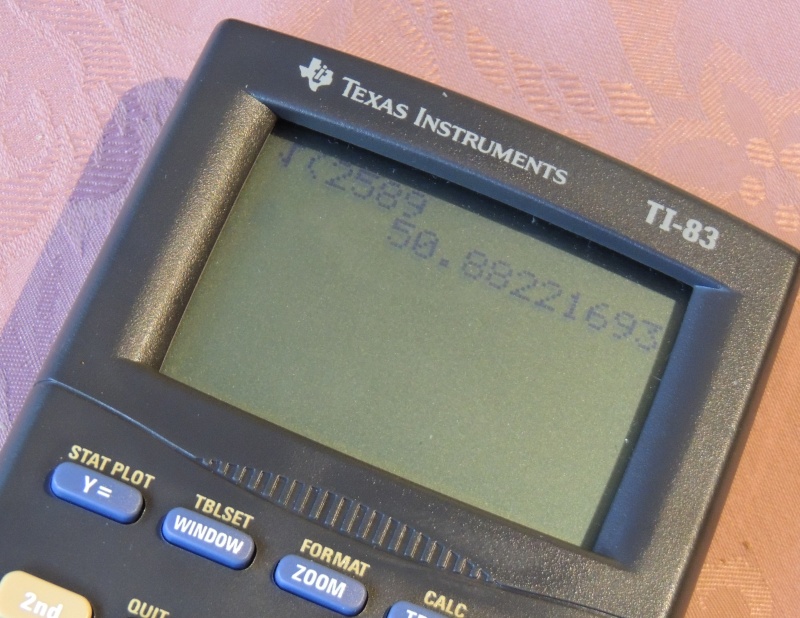 TEXAS INSTRUMENTS
TI-83
√(2589
50.88221693
STAT PLOT
Y=
TBLSET
WINDOW
FORMAT
ZOOM
CALC
2nd
QUIT